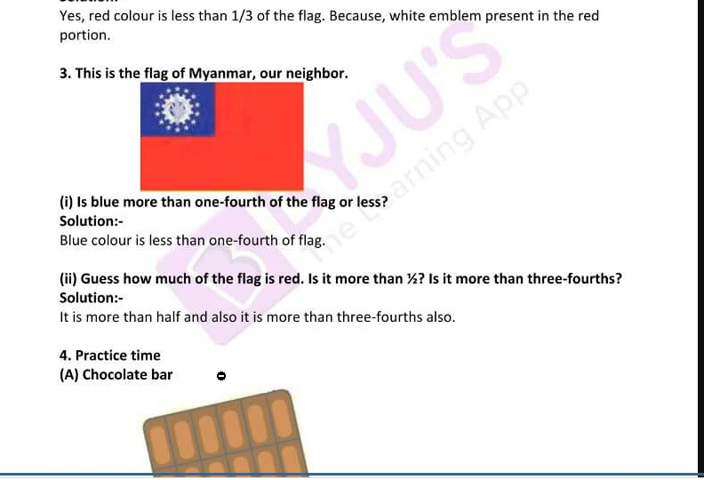 Yes, red colour is less than 1/3 of the flag. Because, white emblem present in the red
portion.
3. This is the flag of Myanmar, our neighbor.
(i) Is blue more than one-fourth of the flag or less?
Solution:-
Blue colour is less than one-fourth of flag.
(ii) Guess how much of the flag is red. Is it more than ½? Is it more than three-fourths?
Solution:-
It is more than half and also it is more than three-fourths also.
4. Practice time
(A) Chocolate bar
BYJU'S
The Learning App